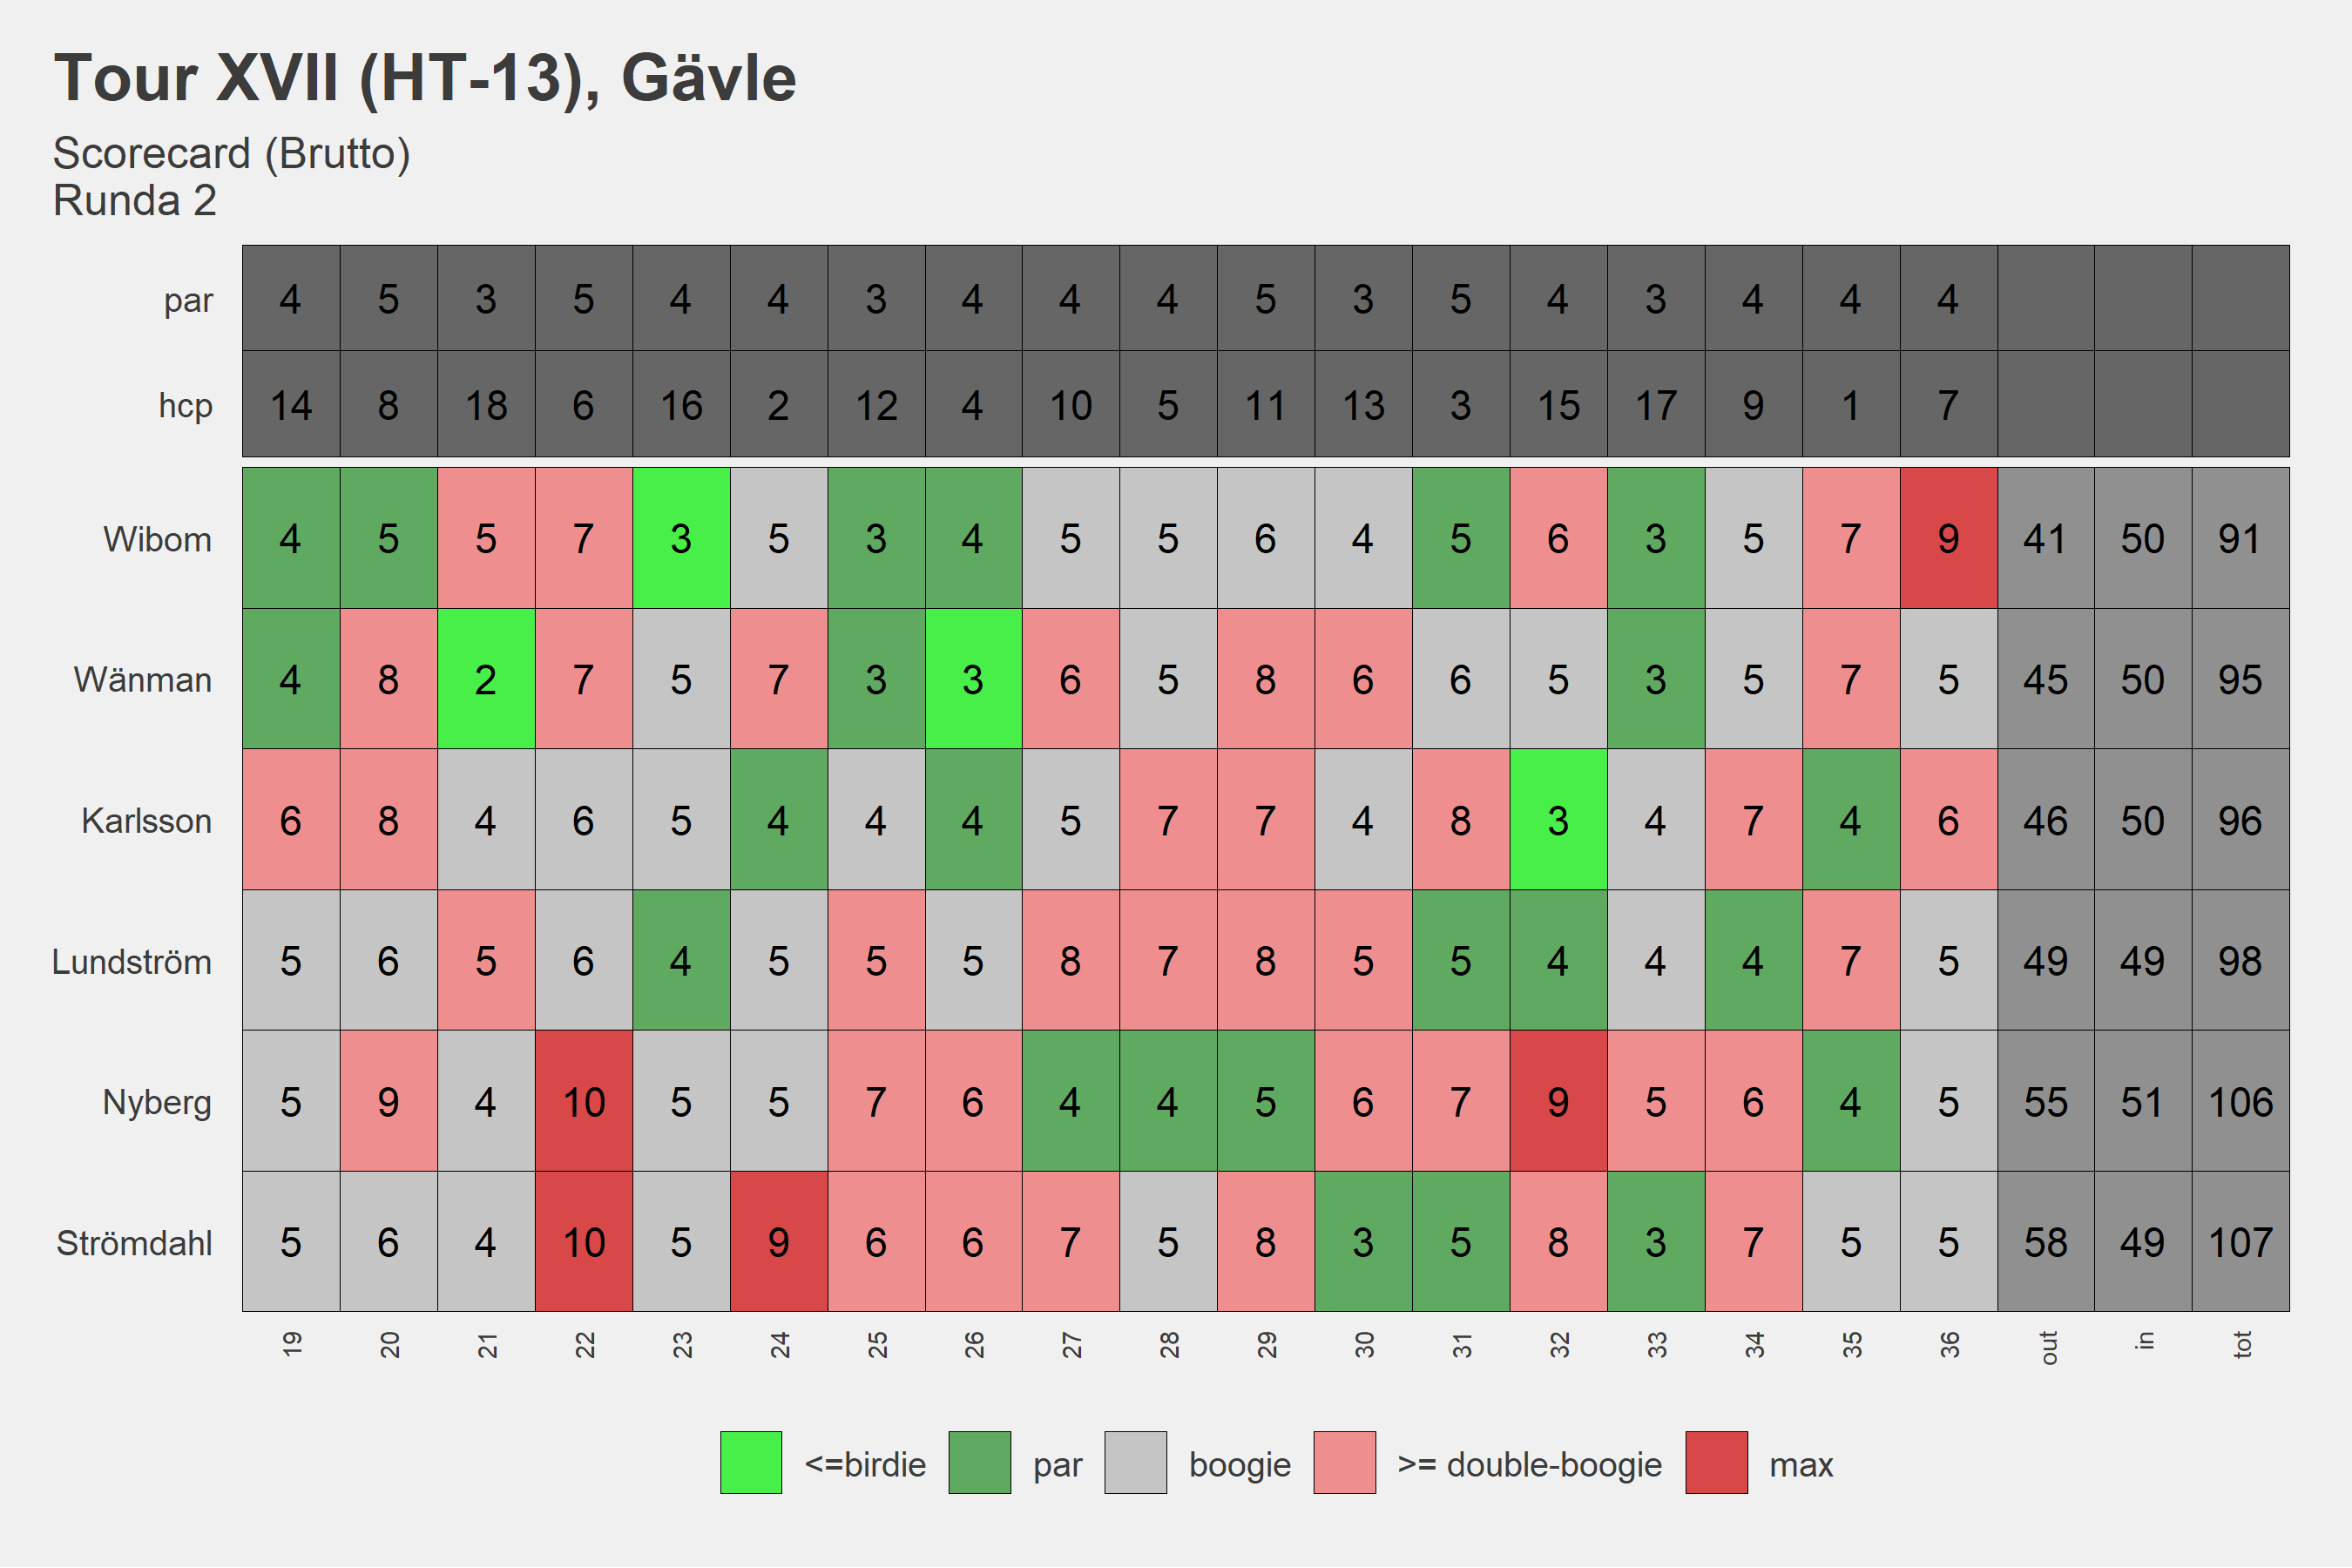 Tour XVII (HT-13), Gävle
Scorecard (Brutto)
Runda 2
par 4 5 3 5 4 4 3 4 4 4 5 3 5 4 3 4 4 4
hcp 14 8 18 6 16 2 12 4 10 5 11 13 3 15 17 9 1 7
Wibom 4 5 5 7 3 5 3 4 5 5 6 4 5 6 3 5 7 9 41 50 91
Wänman 4 8 2 7 5 7 3 3 6 5 8 6 6 5 3 5 7 5 45 50 95
Karlsson 6 8 4 6 5 4 4 4 5 7 7 4 8 3 4 7 4 6 46 50 96
Lundström 5 6 5 6 4 5 5 5 8 7 8 5 5 4 4 4 7 5 49 49 98
Nyberg 5 9 4 10 5 5 7 6 4 4 5 6 7 9 5 6 4 5 55 51 106
Strömdahl 5 6 4 10 5 9 6 6 7 5 8 3 5 8 3 7 5 5 58 49 107
19 20 21 22 23 24 25 26 27 28 29 30 31 32 33 34 35 36 out in tot
<=birdie par boogie >= double-boogie max